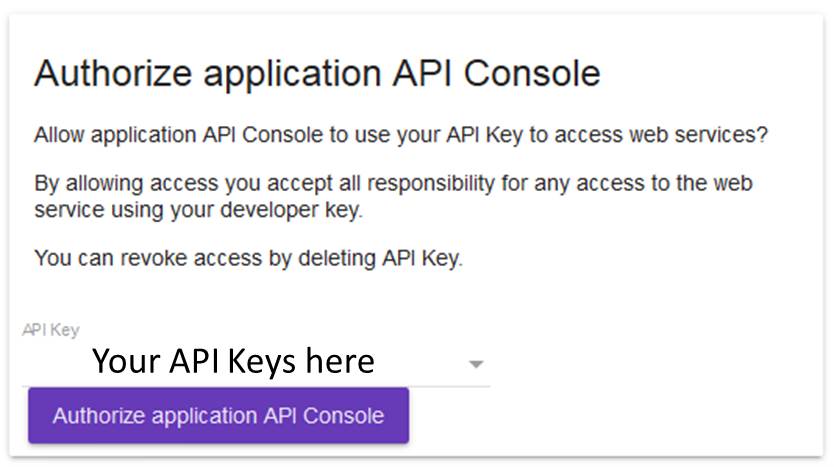 Authorize application API Console
Allow application API Console to use your API Key to access web services?
By allowing access you accept all responsibility for any access to the web
service using your developer key.
You can revoke access by deleting API Key.
API Key
Your API Keys here
Authorize application API Console